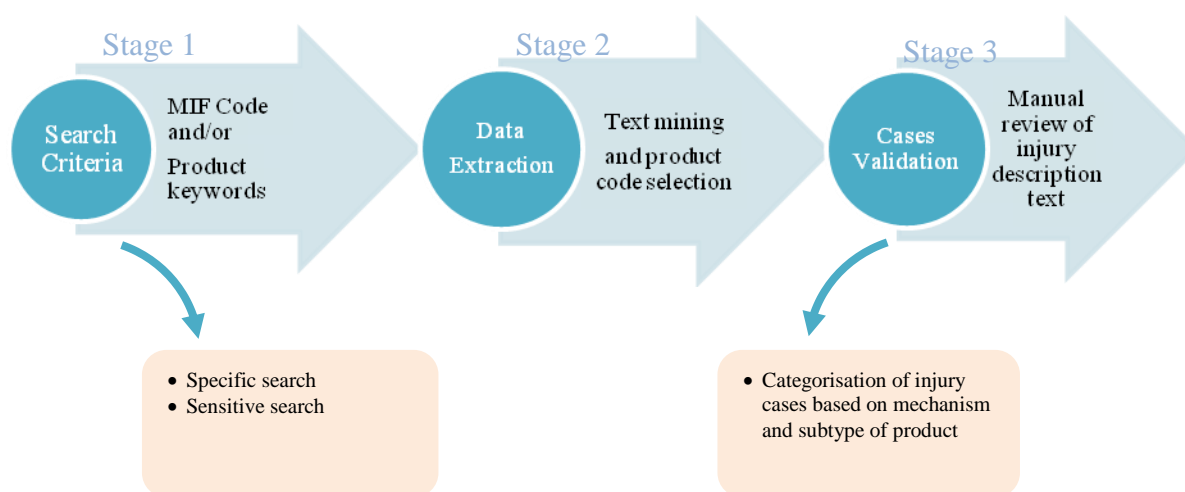 Stage 1
Search
Criteria
MIF Code
and/or
Product
keywords
Stage 2
Data
Extraction
Text mining
and product
code selection
Stage 3
Cases
Validation
Manual
review of
injury
description
text
• Specific search
• Sensitive search
• Categorisation of injury
cases based on mechanism
and subtype of product